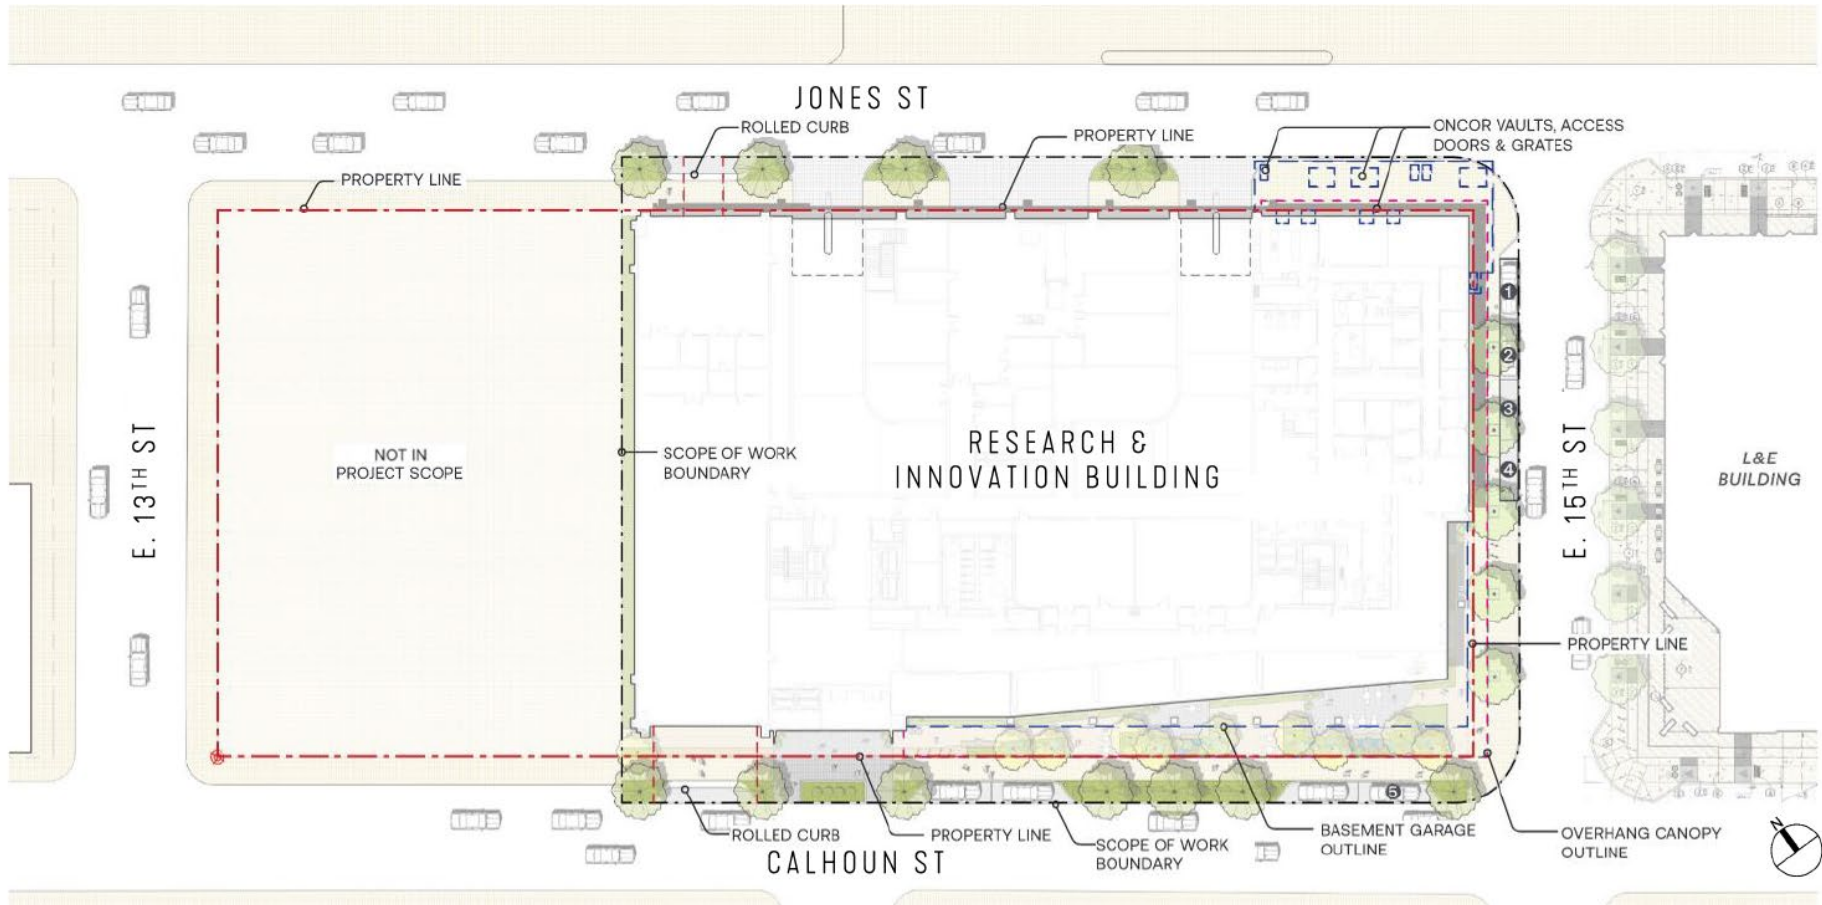 JONES ST
ROLLED CURB
PROPERTY LINE
ONCOR VAULTS, ACCESS
DOORS & GRATES
PROPERTY LINE
1
2
3
4
E. 13TH ST
NOT IN
PROJECT SCOPE
SCOPE OF WORK
BOUNDARY
RESEARCH &
INNOVATION BUILDING
E. 15TH ST
L&E
BUILDING
PROPERTY LINE
5
ROLLED CURB
PROPERTY LINE
SCOPE OF WORK
BOUNDARY
BASEMENT GARAGE
OUTLINE
OVERHANG CANOPY
OUTLINE
CALHOUN ST
N